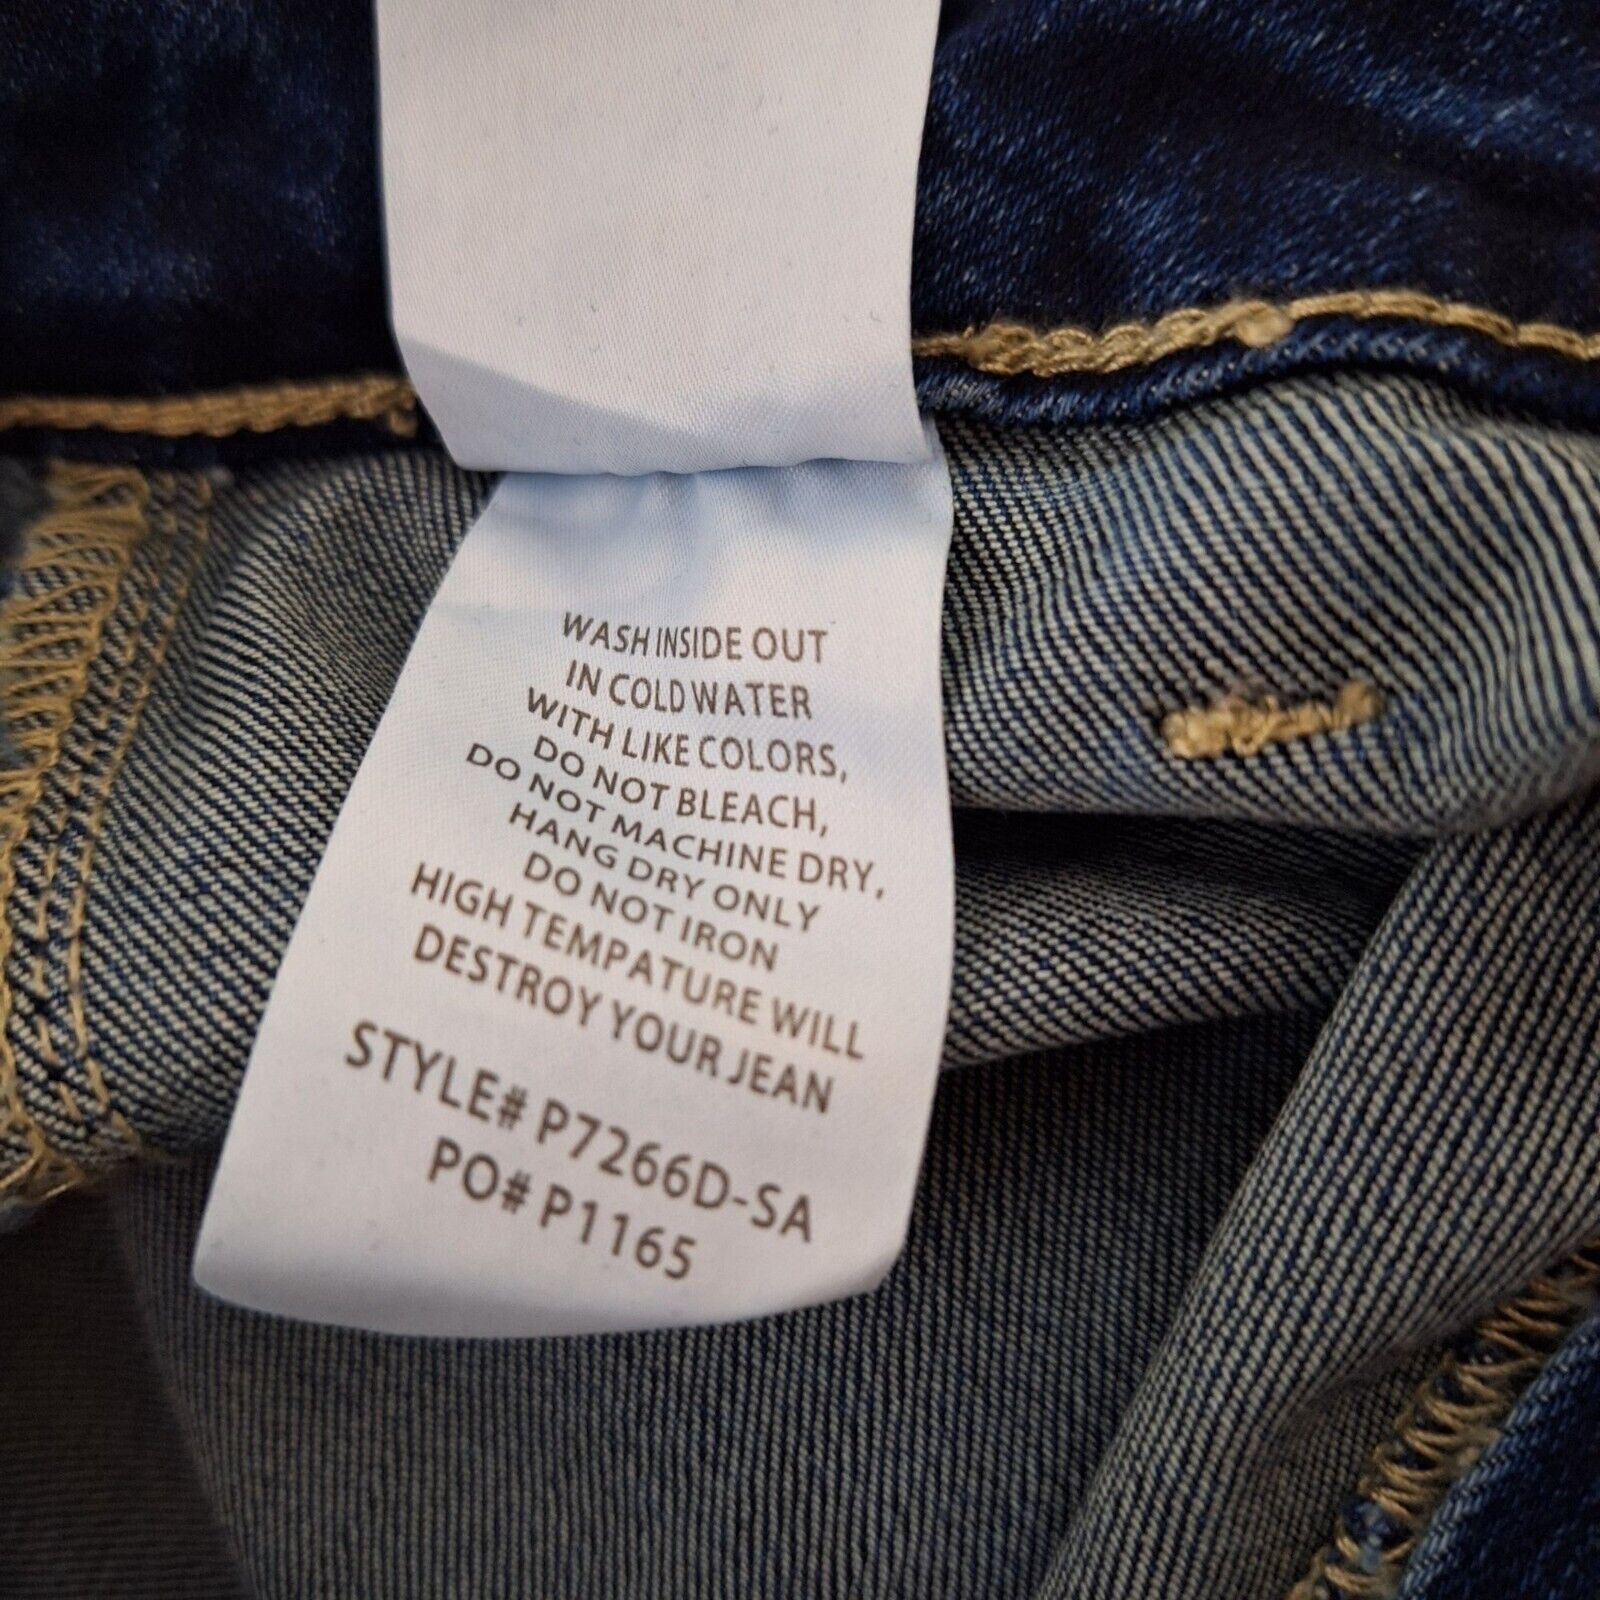 WASH INSIDE OUT
IN COLD WATER
WITH LIKE COLORS,
DO NOT BLEACH,
DO NOT MACHINE DRY,
HANG DRY ONLY
DO NOT IRON
HIGH TEMPATURE WILL
DESTROY YOUR JEAN
STYLE# P7266D-SA
PO# P1165